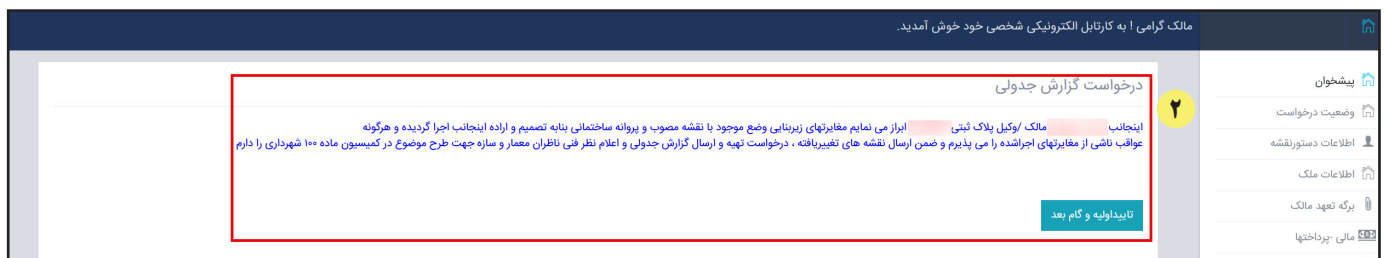 مالک گرامی ! به کارتابل الکترونیکی شخصی خود خوش آمدید.
پیشخوان
وضعیت درخواست
اطلاعات دستورنقشه
اطلاعات ملک
برگه تعهد مالک
مالی -پرداختها
۲
درخواست گزارش جدولی
اینجانب مالک /وکیل پلاک ثبتی ابراز می نمایم مغایرتهای زیربنایی وضع موجود با نقشه مصوب و پروانه ساختمانی بنابه تصمیم و اراده اینجانب اجرا گردیده و هرگونه
عواقب ناشی از مغایرتهای اجراشده را می پذیرم و ضمن ارسال نقشه های تغییریافته ، درخواست تهیه و ارسال گزارش جدولی و اعلام نظر فنی ناظران معمار و سازه جهت طرح موضوع در کمیسیون ماده ۱۰۰ شهرداری را دارم
تاییداولیه و گام بعد